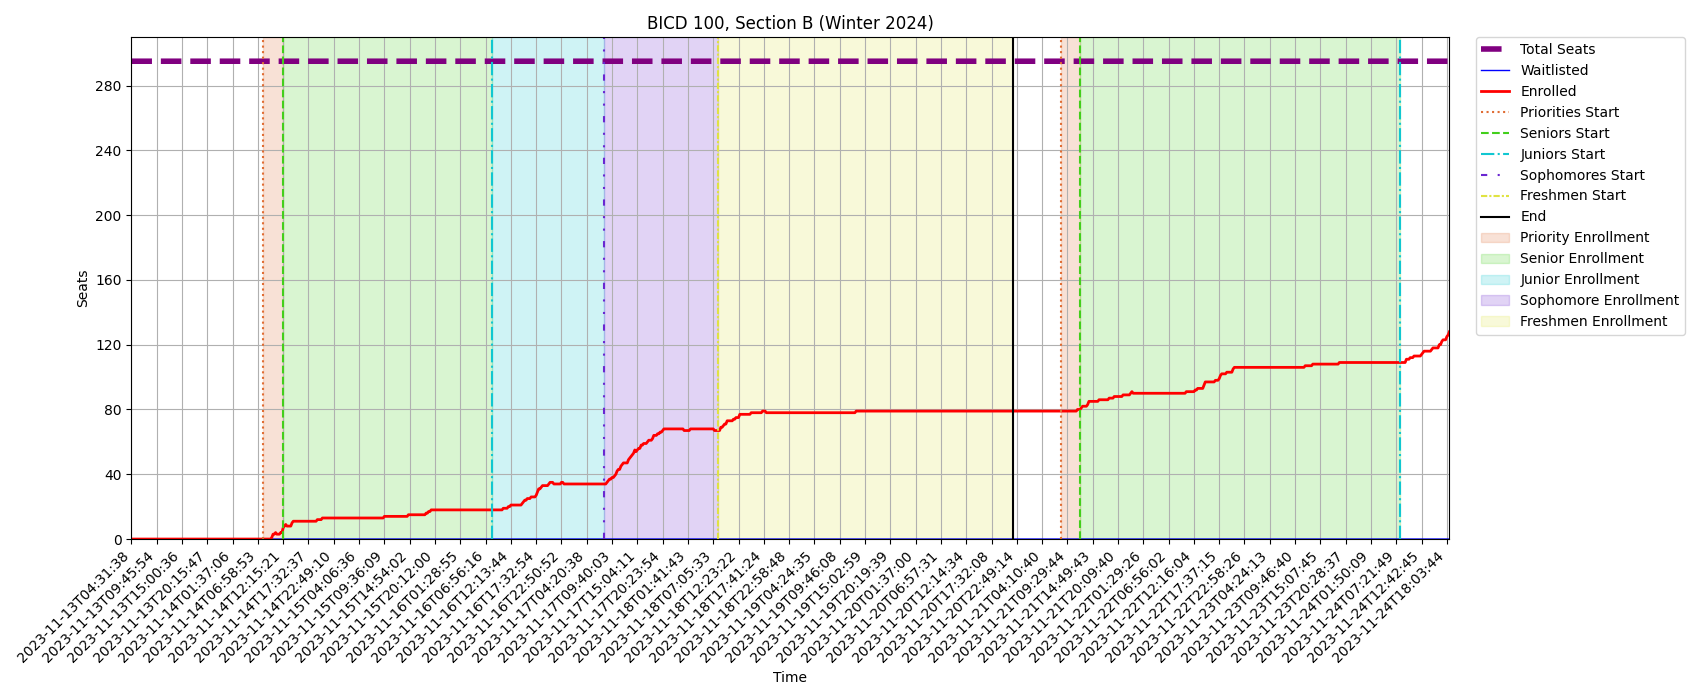 BICD 100, Section B (Winter 2024)
Seats
280
240
200
160
120
80
40
0
2023-11-13T04:31:38
2023-11-13T09:45:54
2023-11-13T15:00:36
2023-11-13T20:15:47
2023-11-14T01:37:06
2023-11-14T06:58:53
2023-11-14T12:15:21
2023-11-14T17:32:37
2023-11-14T22:49:10
2023-11-15T04:06:36
2023-11-15T09:36:09
2023-11-15T14:54:02
2023-11-15T20:12:00
2023-11-16T01:28:55
2023-11-16T06:56:16
2023-11-16T12:13:44
2023-11-16T17:32:54
2023-11-16T22:50:52
2023-11-17T04:20:38
2023-11-17T09:40:03
2023-11-17T15:04:11
2023-11-17T20:23:54
2023-11-18T01:41:43
2023-11-18T07:05:33
2023-11-18T12:23:22
2023-11-18T17:41:24
2023-11-18T22:58:48
2023-11-19T04:24:35
2023-11-19T09:46:08
2023-11-19T15:02:59
2023-11-19T20:19:39
2023-11-20T01:37:00
2023-11-20T06:57:31
2023-11-20T12:14:34
2023-11-20T17:32:08
2023-11-20T22:49:14
2023-11-21T04:10:40
2023-11-21T09:29:44
2023-11-21T14:49:43
2023-11-21T20:09:40
2023-11-22T01:29:26
2023-11-22T06:56:02
2023-11-22T12:16:04
2023-11-22T17:37:15
2023-11-22T22:58:26
2023-11-23T04:24:13
2023-11-23T09:46:40
2023-11-23T15:07:45
2023-11-23T20:28:37
2023-11-24T01:50:09
2023-11-24T07:21:49
2023-11-24T12:42:45
2023-11-24T18:03:44
Time
Total Seats
Waitlisted
Enrolled
Priorities Start
Seniors Start
Juniors Start
Sophomores Start
Freshmen Start
End
Priority Enrollment
Senior Enrollment
Junior Enrollment
Sophomore Enrollment
Freshmen Enrollment